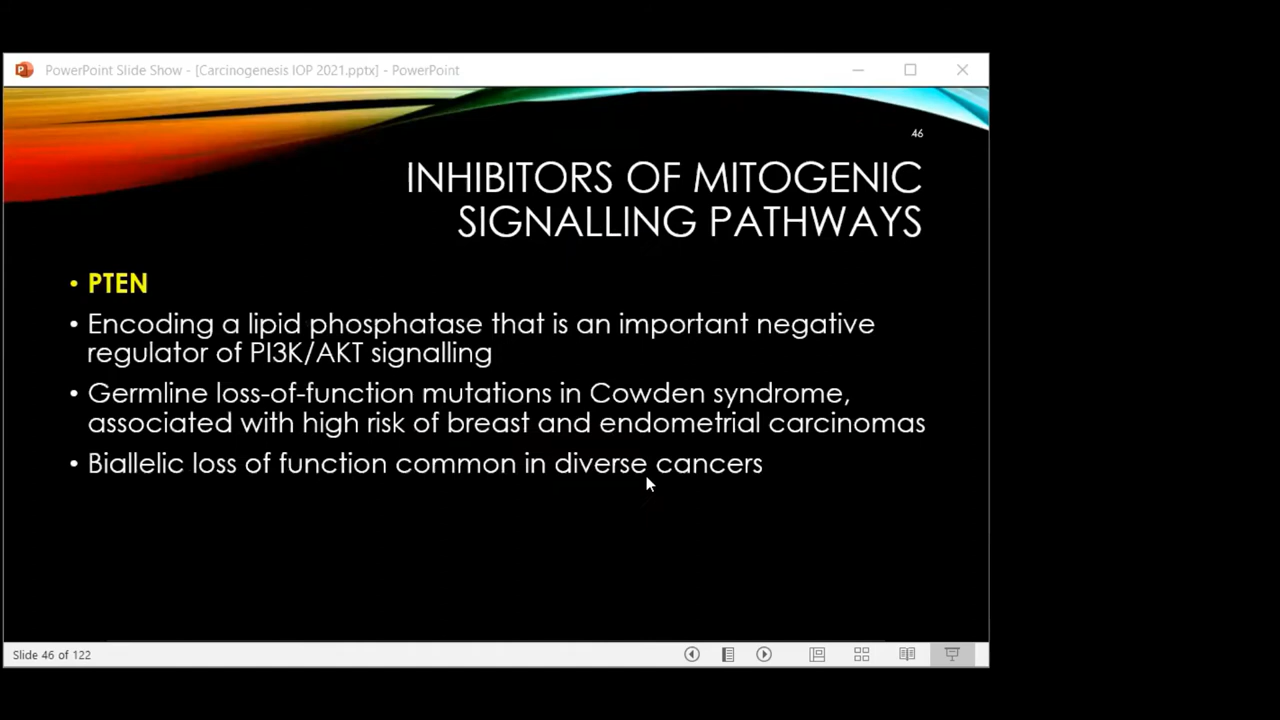 PowerPoint Slide Show - [Carcinogenesis IOP 2021.pptx] - PowerPoint
46
INHIBITORS OF MITOGENIC
SIGNALLING PATHWAYS
• PTEN
• Encoding a lipid phosphatase that is an important negative
regulator of PI3K/AKT signalling
• Germline loss-of-function mutations in Cowden syndrome,
associated with high risk of breast and endometrial carcinomas
• Biallelic loss of function common in diverse cancers
Slide 46 of 122